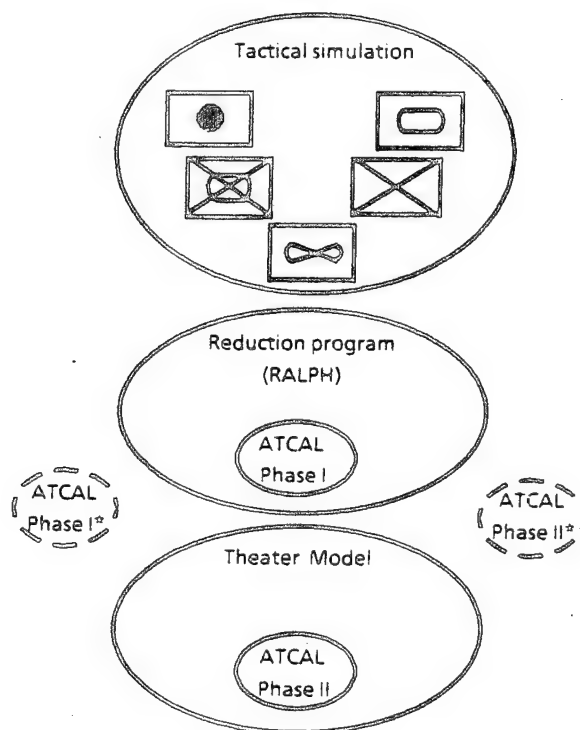 Tactical simulation
Reduction program
(RALPH)
ATCAL
Phase I
ATCAL
Phase I☆
ATCAL
Phase II☆
Theater Model
ATCAL
Phase II